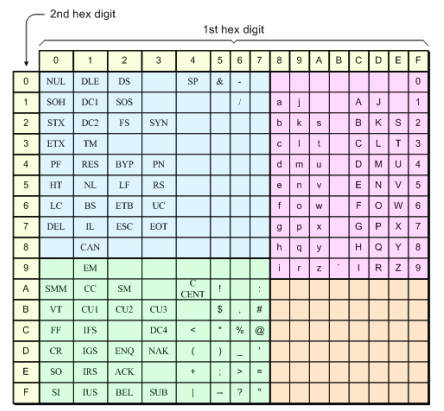 2nd hex digit
1st hex digit
0 1 2 3 4 5 6 7 8 9 A B C D E F
0 NUL DLE DS SP & - 0
1 SOH DC1 SOS / a j A J 1
2 STX DC2 FS SYN b k s B K S 2
3 ETX TM c l t C L T 3
4 PF RES BYP PN d m u D M U 4
5 HT NL LF RS e n v E N V 5
6 LC BS ETB UC f o w F O W 6
7 DEL IL ESC EOT g p x G P X 7
8 CAN h q y H Q Y 8
9 EM i r z ` I R Z 9
A SMM CC SM C CENT ! :
B VT CU1 CU2 CU3 $ , #
C FF IFS DC4 < * % @
D CR IGS ENQ NAK ( ) _ '
E SO IRS ACK + ; > =
F SI IUS BEL SUB | – ? "